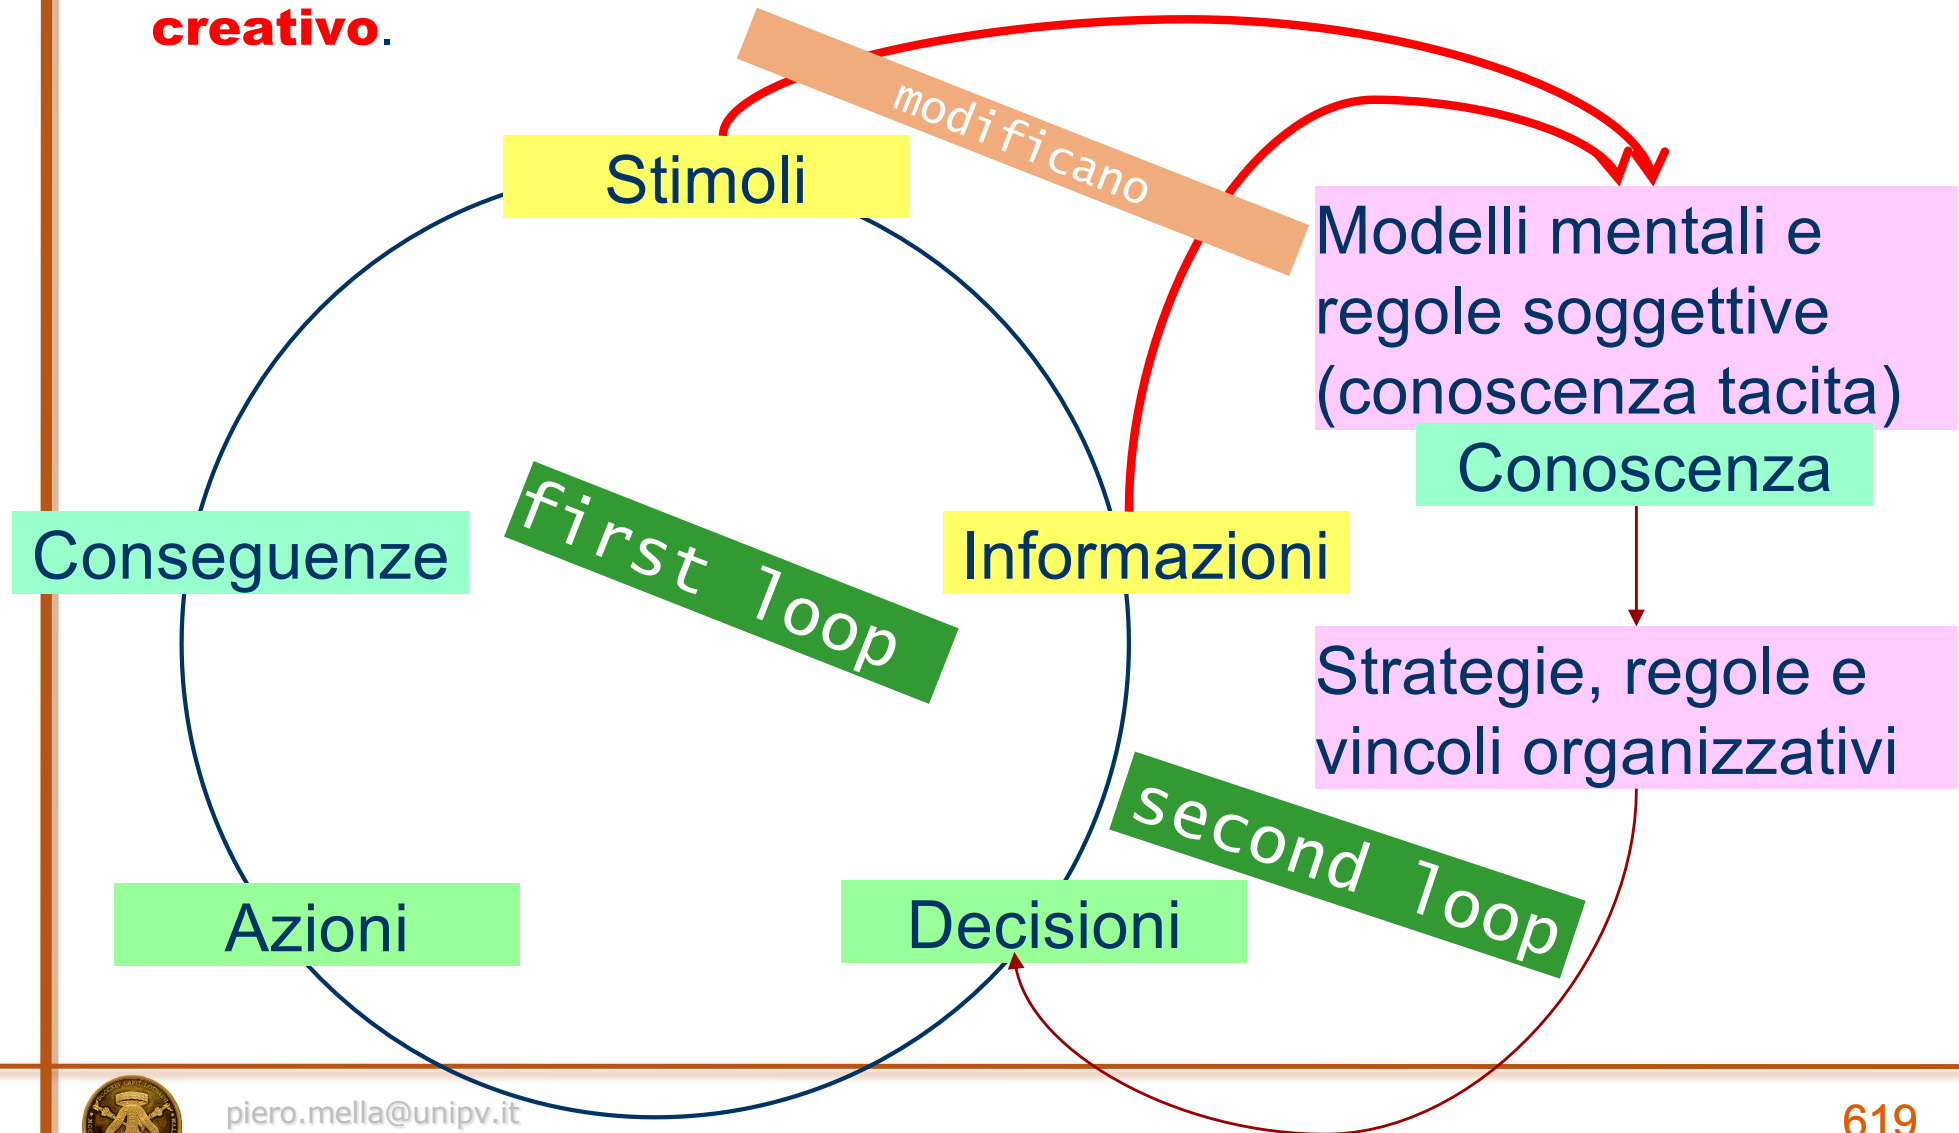 creativo.
modificano
Stimoli
Modelli mentali e
regole soggettive
(conoscenza tacita)
Conoscenza
first loop
Conseguenze
Informazioni
Strategie, regole e
vincoli organizzativi
second loop
Azioni
Decisioni
piero.mella@unipv.it
619